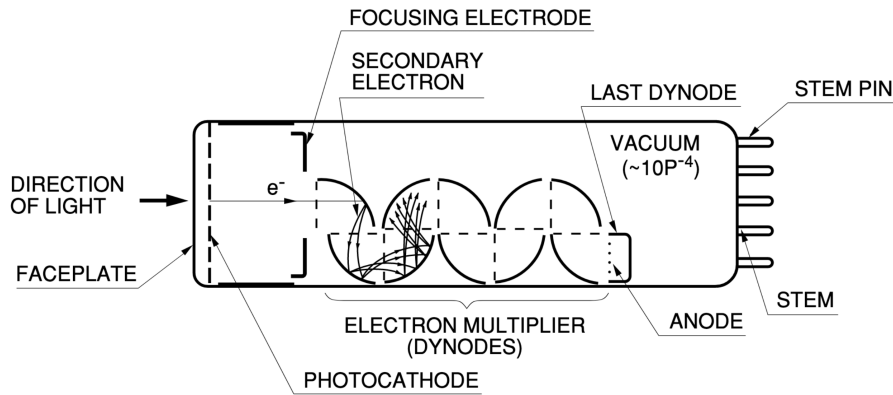 FOCUSING ELECTRODE
SECONDARY
ELECTRON
LAST DYNODE
STEM PIN
VACUUM
(~10P⁻⁴)
DIRECTION
OF LIGHT
e⁻
FACEPLATE
STEM
ANODE
ELECTRON MULTIPLIER
(DYNODES)
PHOTOCATHODE